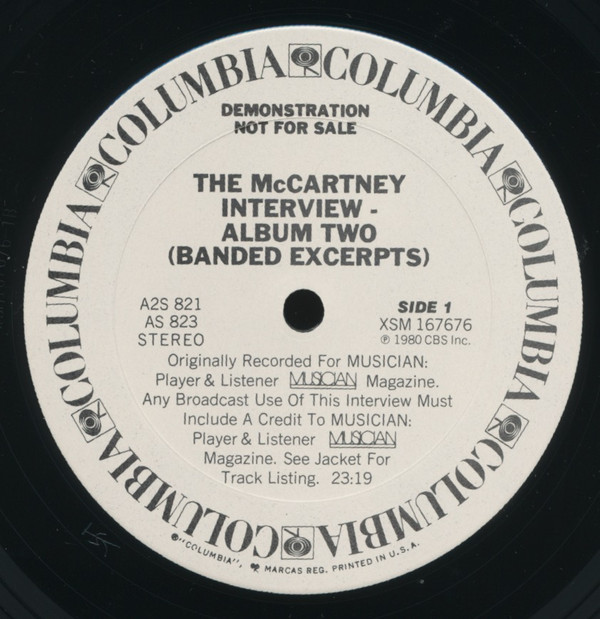 COLUMBIA COLUMBIA COLUMBIA COLUMBIA COLUMBIA COLUMBIA COLUMBIA COLUMBIA
DEMONSTRATION
NOT FOR SALE
THE McCARTNEY
INTERVIEW -
ALBUM TWO
(BANDED EXCERPTS)
A2S 821
AS 823
STEREO
SIDE 1
XSM 167676
℗ 1980 CBS Inc.
Originally Recorded For MUSICIAN:
Player & Listener MUSICIAN Magazine.
Any Broadcast Use Of This Interview Must
Include A Credit To MUSICIAN:
Player & Listener MUSICIAN
Magazine. See Jacket For
Track Listing. 23:19
®"COLUMBIA", MARCAS REG. PRINTED IN U.S.A.